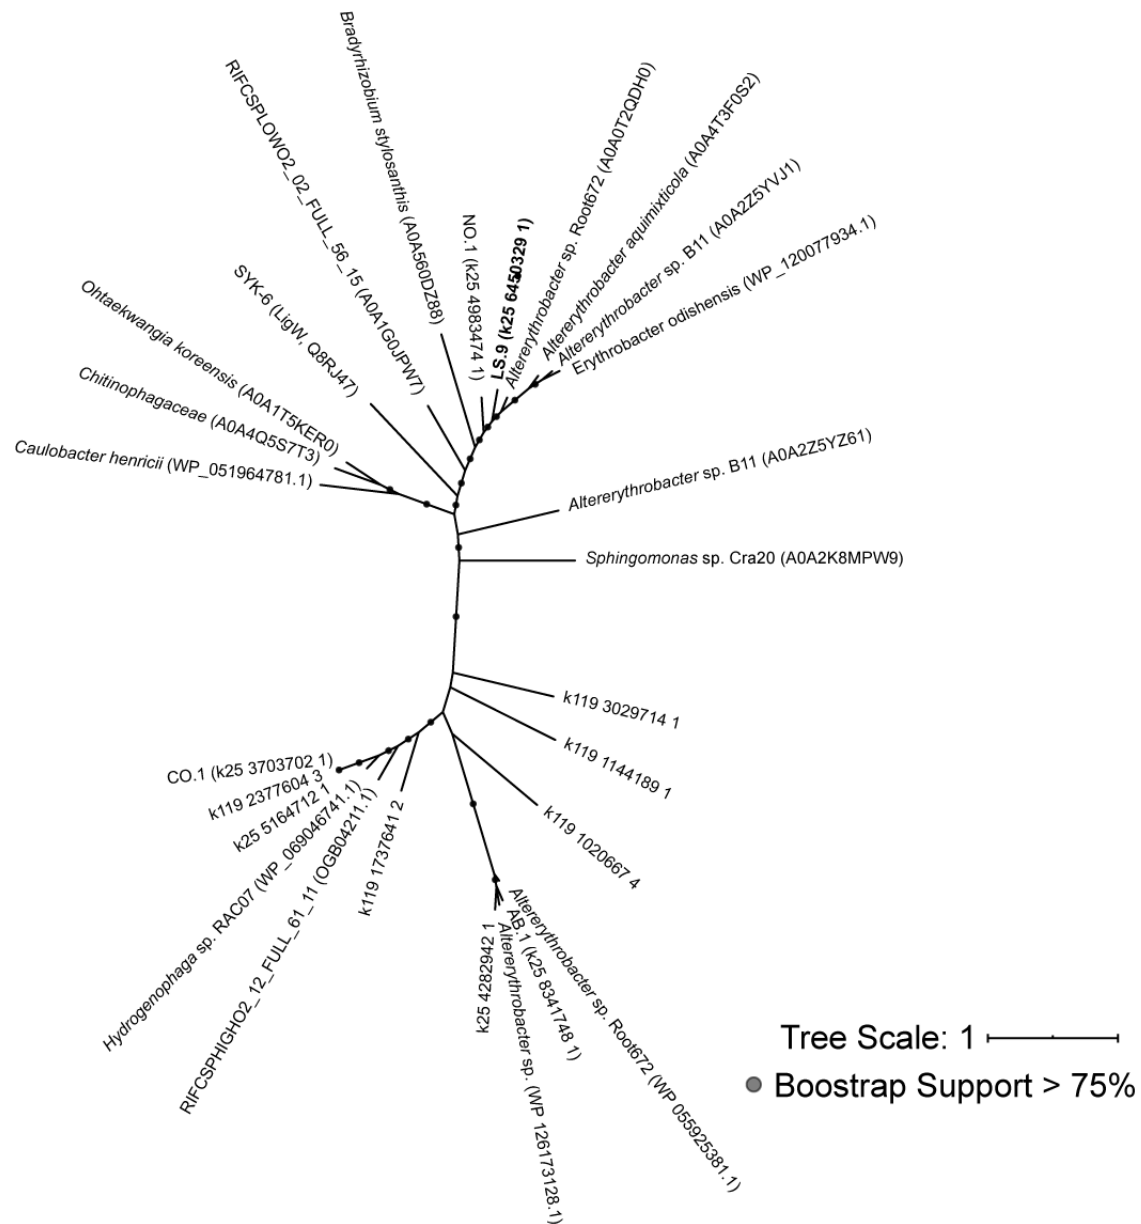 Bradyrhizobium stylosanthis (A0A560DZ88)
RIFCSPLOWO2_02_FULL_56_15 (A0A1G0JPW7)
SYK-6 (LigW, Q8RJ47)
Ohtaekwangia koreensis (A0A1T5KER0)
Chitinophagaceae (A0A4Q5S7T3)
Caulobacter henricii (WP_051964781.1)
NO.1 (k25 4983474 1)
LS.9 (k25 6450329 1)
Altererythrobacter sp. Root672 (A0A0T2QDH0)
Altererythrobacter aquimixticola (A0A4T3F0S2)
Altererythrobacter sp. B11 (A0A2Z5YVJ1)
Erythrobacter odishensis (WP_120077934.1)
Altererythrobacter sp. B11 (A0A2Z5YZ61)
Sphingomonas sp. Cra20 (A0A2K8MPW9)
k119 3029714 1
k119 1144189 1
k119 1020667 4
Altererythrobacter sp. Root672 (WP 055925381.1)
AB.1 (k25 8341748 1)
Altererythrobacter sp. (WP 126173128.1)
k25 4282942 1
k119 1737641 2
RIFCSPHIGHO2_12_FULL_61_11 (OGB04211.1)
Hydrogenophaga sp. RAC07 (WP_069046741.1)
k25 5164712 1
k119 2377604 3
CO.1 (k25 3703702 1)
Tree Scale: 1
Boostrap Support > 75%